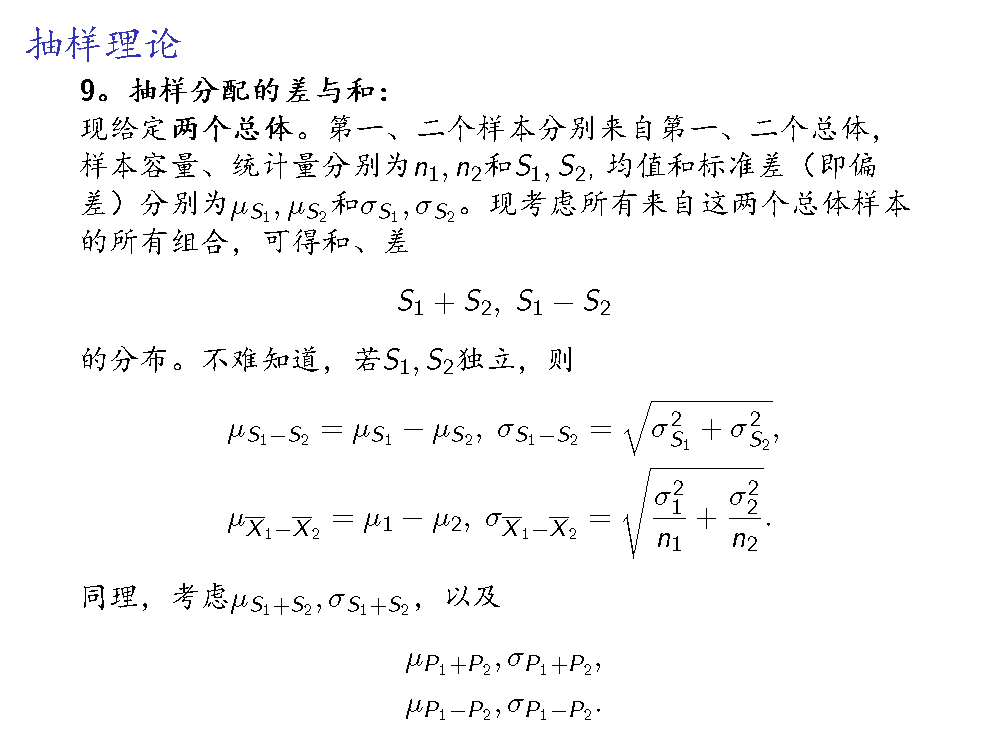 抽样理论
9。抽样分配的差与和：
现给定两个总体。第一、二个样本分别来自第一、二个总体，
样本容量、统计量分别为n₁, n₂和S₁, S₂, 均值和标准差（即偏
差）分别为μ_{S₁}, μ_{S₂}和σ_{S₁}, σ_{S₂}。现考虑所有来自这两个总体样本
的所有组合，可得和、差
S₁ + S₂, S₁ − S₂
的分布。不难知道，若S₁, S₂独立，则
μ_{S₁−S₂} = μ_{S₁} − μ_{S₂}, σ_{S₁−S₂} = √(σ²_{S₁} + σ²_{S₂}),
μ_{X̅₁−X̅₂} = μ₁ − μ₂, σ_{X̅₁−X̅₂} = √(σ₁²/n₁ + σ₂²/n₂).
同理，考虑μ_{S₁+S₂}, σ_{S₁+S₂}，以及
μ_{P₁+P₂}, σ_{P₁+P₂},
μ_{P₁−P₂}, σ_{P₁−P₂}.